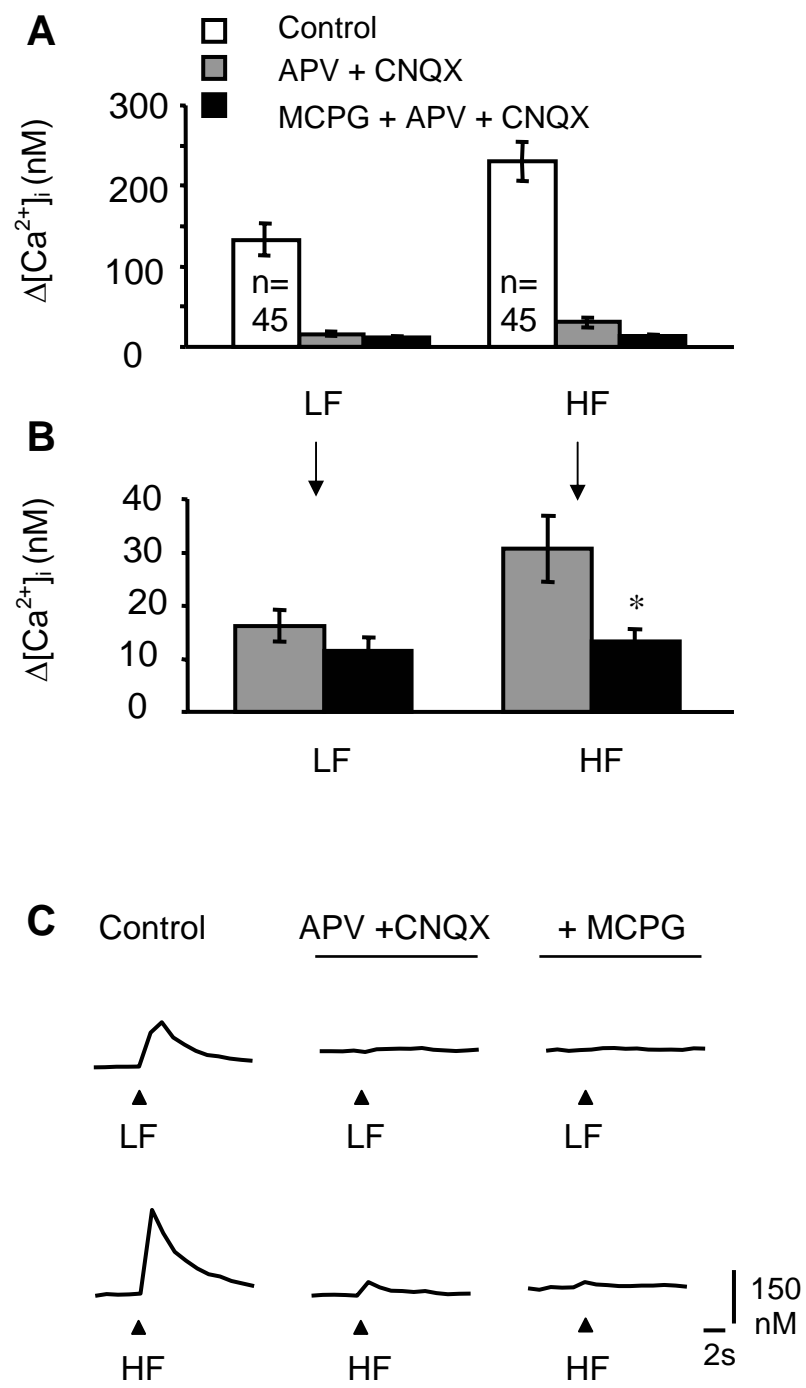 A
Control
APV + CNQX
MCPG + APV + CNQX
300
200
100
0
Δ[Ca²⁺]ᵢ (nM)
n=
45
n=
45
LF
HF
B
40
30
20
10
0
Δ[Ca²⁺]ᵢ (nM)
*
LF
HF
C
Control
APV +CNQX
+ MCPG
LF
LF
LF
150
nM
2s
HF
HF
HF